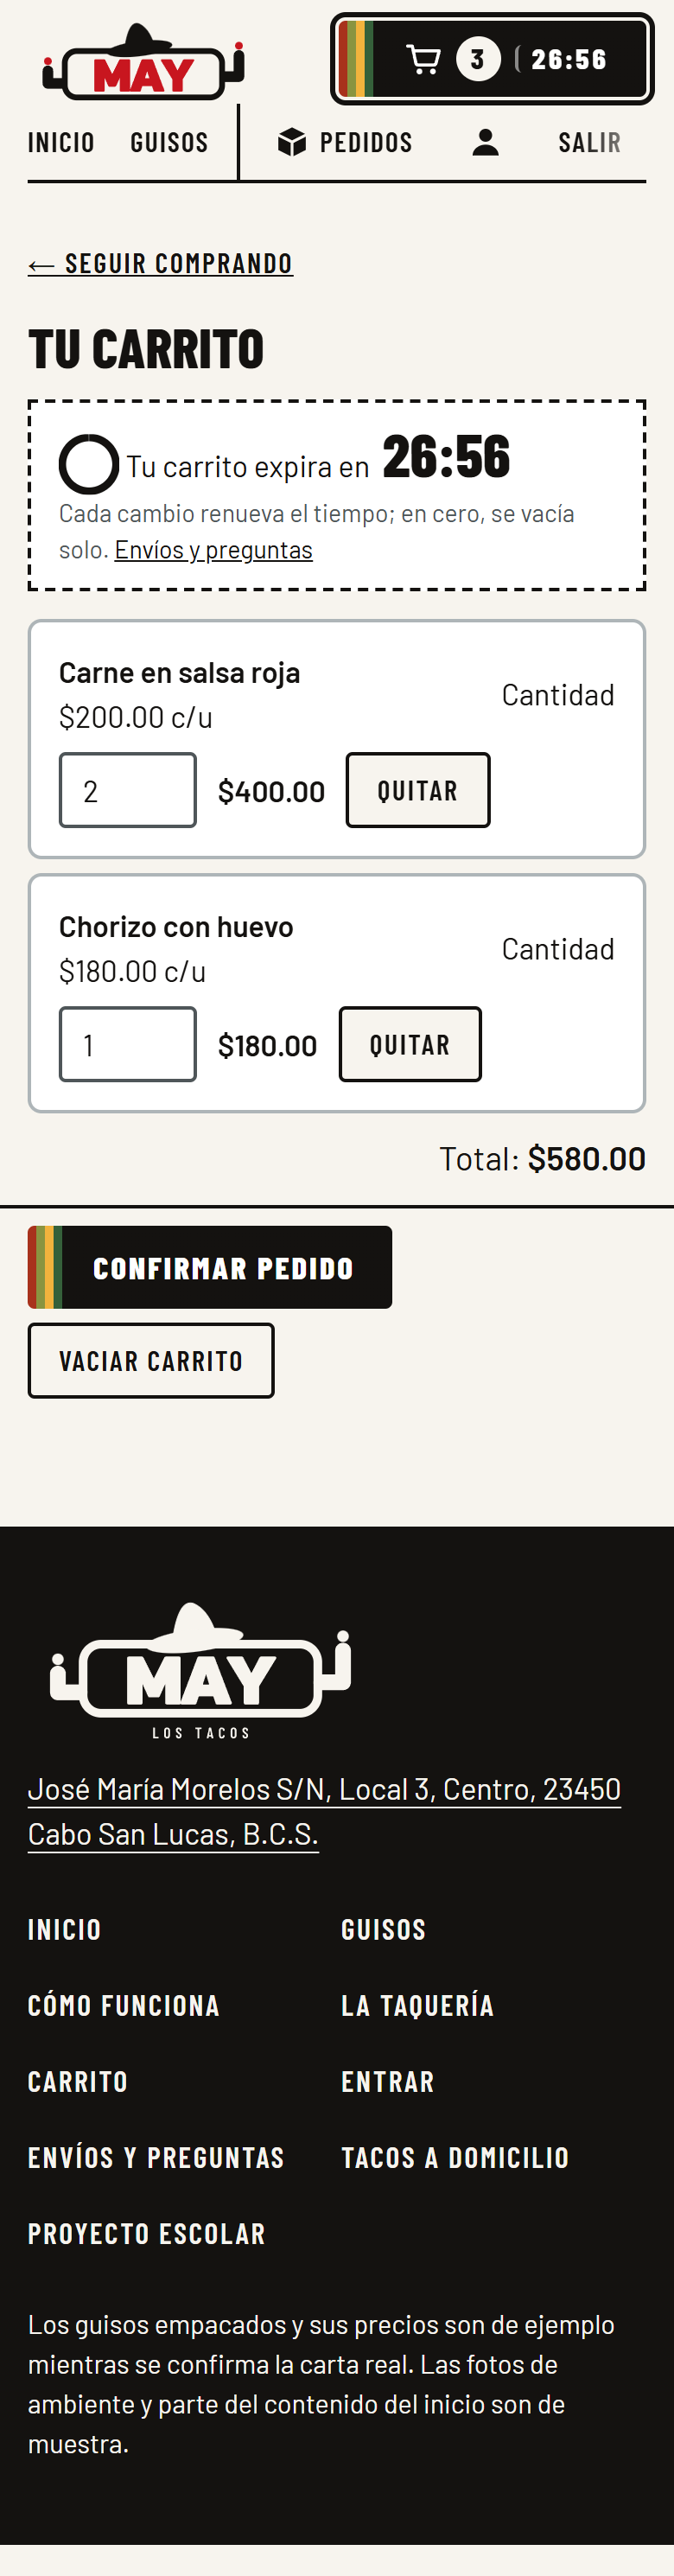 MAY
3 26:56
INICIO GUISOS PEDIDOS SALIR
← SEGUIR COMPRANDO
TU CARRITO
Tu carrito expira en 26:56
Cada cambio renueva el tiempo; en cero, se vacía
solo. Envíos y preguntas
Carne en salsa roja
$200.00 c/u
Cantidad
2 $400.00 QUITAR
Chorizo con huevo
$180.00 c/u
Cantidad
1 $180.00 QUITAR
Total: $580.00
CONFIRMAR PEDIDO
VACIAR CARRITO
MAY
LOS TACOS
José María Morelos S/N, Local 3, Centro, 23450
Cabo San Lucas, B.C.S.
INICIO GUISOS
CÓMO FUNCIONA LA TAQUERÍA
CARRITO ENTRAR
ENVÍOS Y PREGUNTAS TACOS A DOMICILIO
PROYECTO ESCOLAR
Los guisos empacados y sus precios son de ejemplo
mientras se confirma la carta real. Las fotos de
ambiente y parte del contenido del inicio son de
muestra.